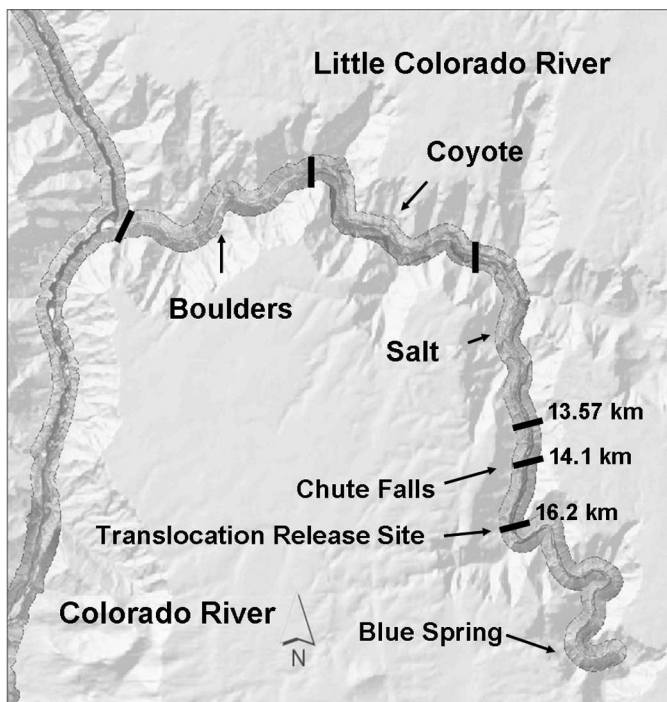 Little Colorado River
Coyote
Boulders
Salt
13.57 km
14.1 km
Chute Falls
16.2 km
Translocation Release Site
Colorado River
N
Blue Spring